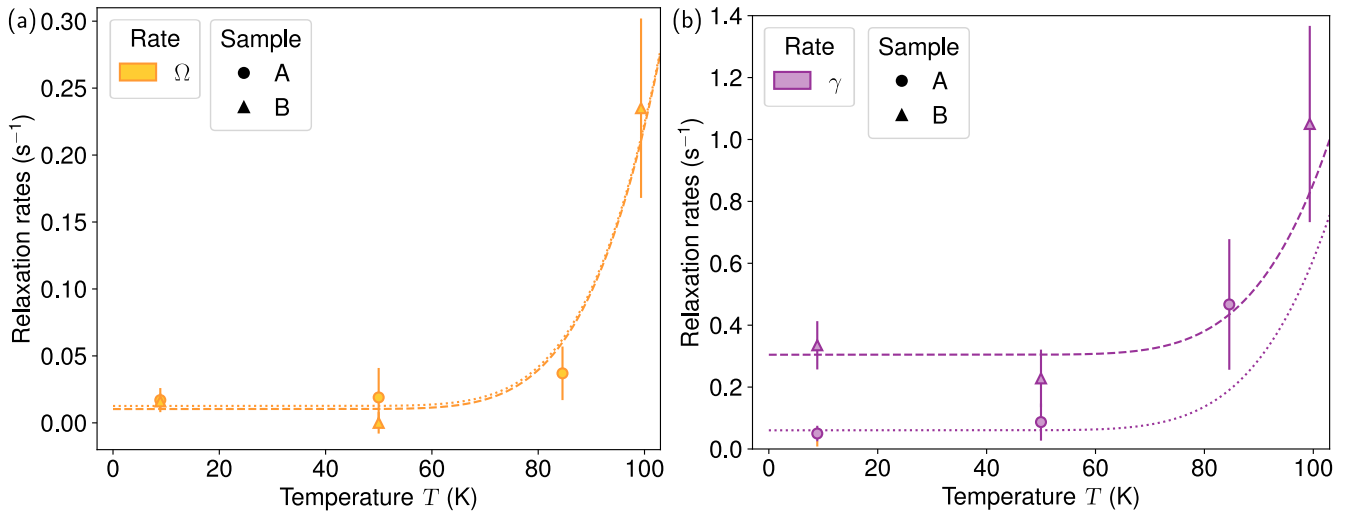 (a)
Rate
Ω
Sample
A
B
0.30
0.25
0.20
0.15
0.10
0.05
0.00
Relaxation rates (s⁻¹)
0 20 40 60 80 100
Temperature T (K)
(b)
Rate
γ
Sample
A
B
1.4
1.2
1.0
0.8
0.6
0.4
0.2
0.0
Relaxation rates (s⁻¹)
0 20 40 60 80 100
Temperature T (K)